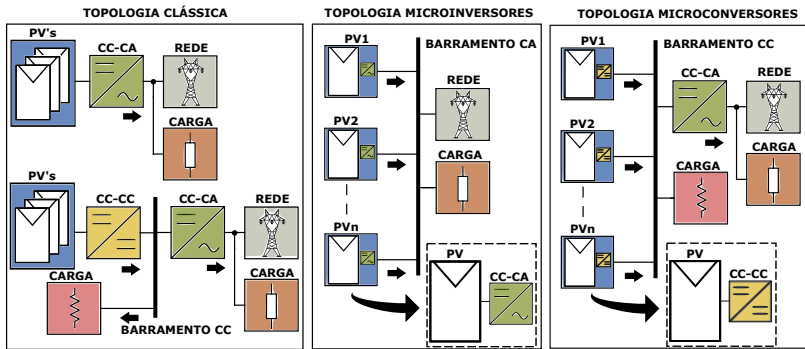 TOPOLOGIA CLÁSSICA
PV's
CC-CA
REDE
CARGA
PV's
CC-CC
CC-CA
REDE
CARGA
CARGA
BARRAMENTO CC
TOPOLOGIA MICROINVERSORES
PV1
BARRAMENTO CA
REDE
PV2
CARGA
PVn
PV
CC-CA
TOPOLOGIA MICROCONVERSORES
PV1
BARRAMENTO CC
CC-CA
REDE
PV2
CARGA
CARGA
PVn
PV
CC-CC